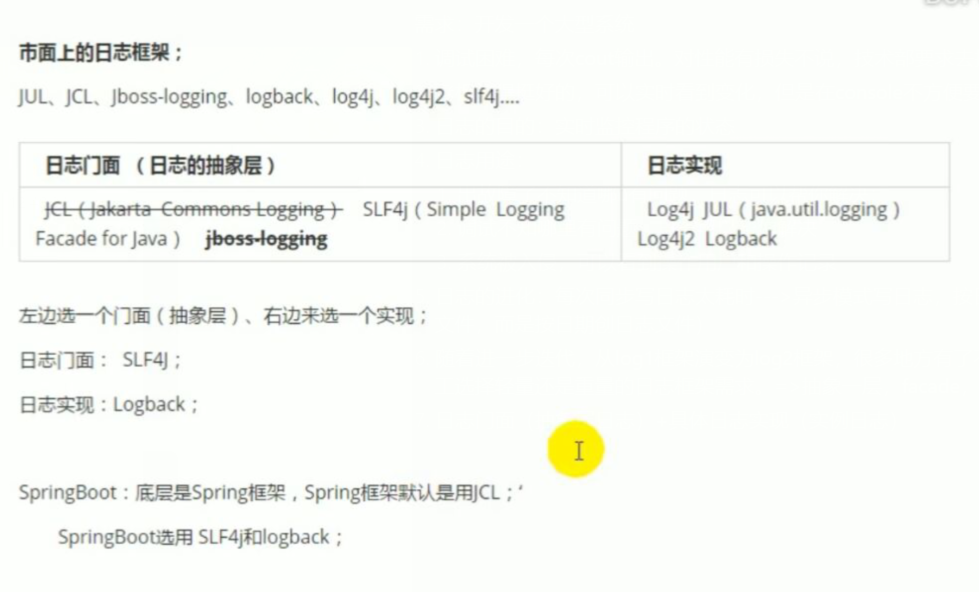 市面上的日志框架；
JUL、JCL、Jboss-logging、logback、log4j、log4j2、slf4j....
日志门面 （日志的抽象层）
日志实现
JCL（Jakarta Commons Logging） SLF4j（Simple Logging
Facade for Java） jboss-logging
Log4j JUL（java.util.logging）
Log4j2 Logback
左边选一个门面（抽象层）、右边来选一个实现；
日志门面： SLF4J；
日志实现：Logback；
SpringBoot：底层是Spring框架，Spring框架默认是用JCL；‘
SpringBoot选用 SLF4j和logback；